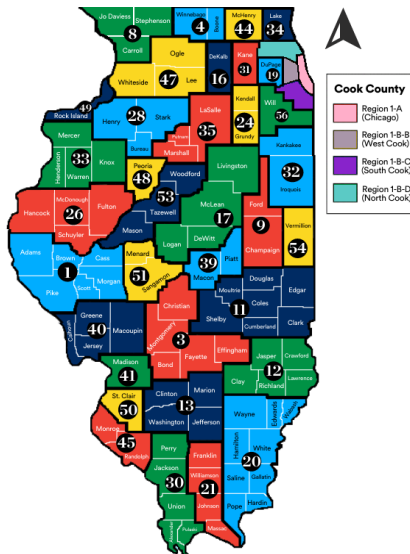 Jo Daviess
Stephenson
Winnebago
Boone
McHenry
Lake
8
4
44
34
Carroll
Ogle
DeKalb
Kane
DuPage
Whiteside
47
Lee
16
31
19
49
Rock Island
LaSalle
Kendall
Will
Henry
28
Stark
Putnam
35
24
56
Mercer
Bureau
Marshall
Grundy
Kankakee
Henderson
33
Knox
Warren
Peoria
48
Woodford
Livingston
32
Iroquois
53
McDonough
Fulton
Tazewell
McLean
17
Ford
Hancock
26
9
Vermillion
Schuyler
Mason
Logan
DeWitt
Champaign
54
Adams
Brown
Cass
Menard
39
Piatt
1
51
Macon
Douglas
Pike
Scott
Morgan
Sangamon
Moultrie
Edgar
Coles
Greene
Christian
Shelby
11
Calhoun
40
Macoupin
Cumberland
Clark
Jersey
Montgomery
3
Fayette
Effingham
Jasper
Crawford
Madison
Bond
12
41
Clay
Richland
Lawrence
St. Clair
50
Clinton
Marion
13
Wayne
Edwards
Wabash
Monroe
Washington
Jefferson
45
Randolph
Perry
Franklin
Hamilton
White
20
Jackson
Williamson
Saline
Gallatin
30
21
Union
Johnson
Pope
Hardin
Alexander
Pulaski
Massac
Cook County
Region 1-A
(Chicago)
Region 1-B-B
(West Cook)
Region 1-B-C
(South Cook)
Region 1-B-D
(North Cook)